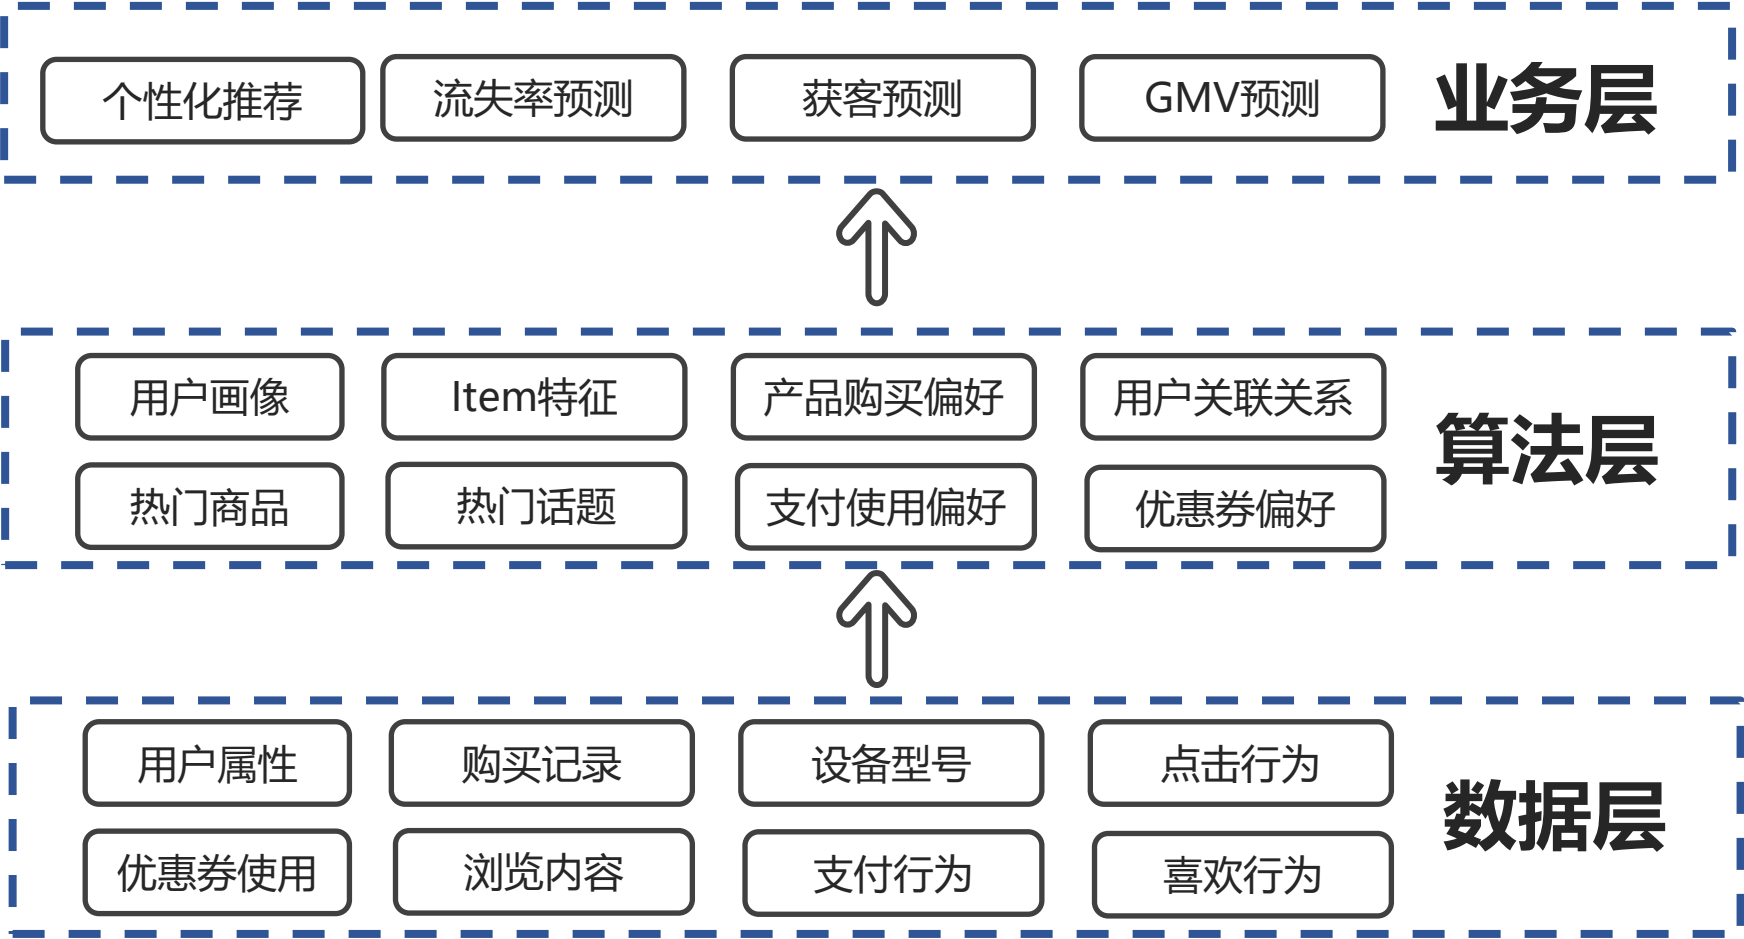 个性化推荐 流失率预测 获客预测 GMV预测 业务层
用户画像 Item特征 产品购买偏好 用户关联关系
算法层
热门商品 热门话题 支付使用偏好 优惠券偏好
用户属性 购买记录 设备型号 点击行为
数据层
优惠券使用 浏览内容 支付行为 喜欢行为